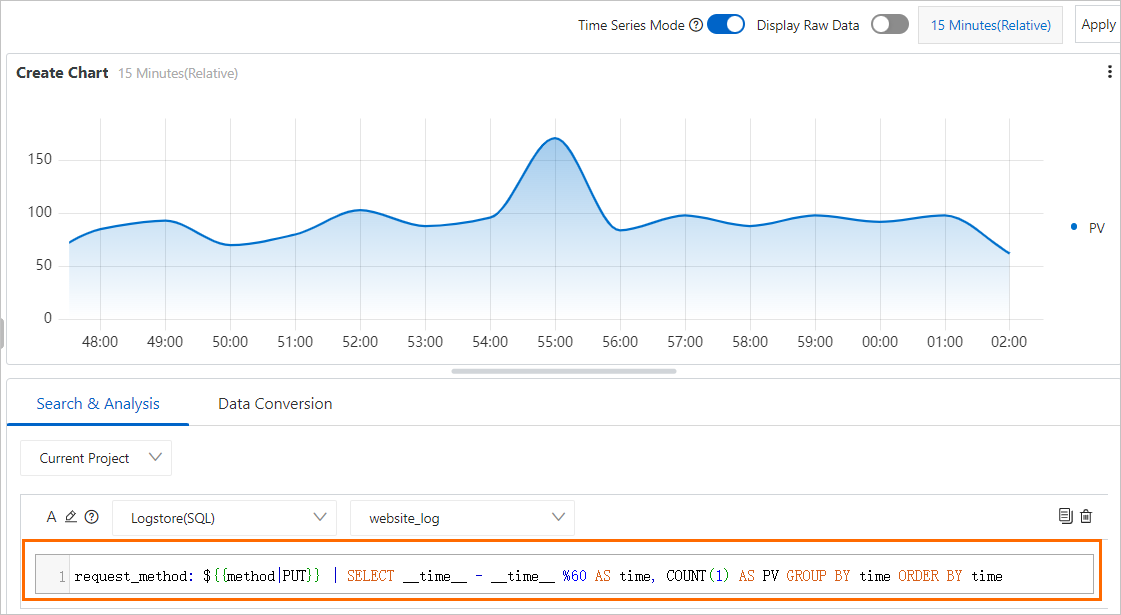 Time Series Mode Display Raw Data 15 Minutes(Relative) Apply
Create Chart 15 Minutes(Relative)
150
100
50
0
PV
48:00 49:00 50:00 51:00 52:00 53:00 54:00 55:00 56:00 57:00 58:00 59:00 00:00 01:00 02:00
Search & Analysis Data Conversion
Current Project
A Logstore(SQL) website_log
1 request_method: ${{method|PUT}} | SELECT __time__ - __time__ %60 AS time, COUNT(1) AS PV GROUP BY time ORDER BY time